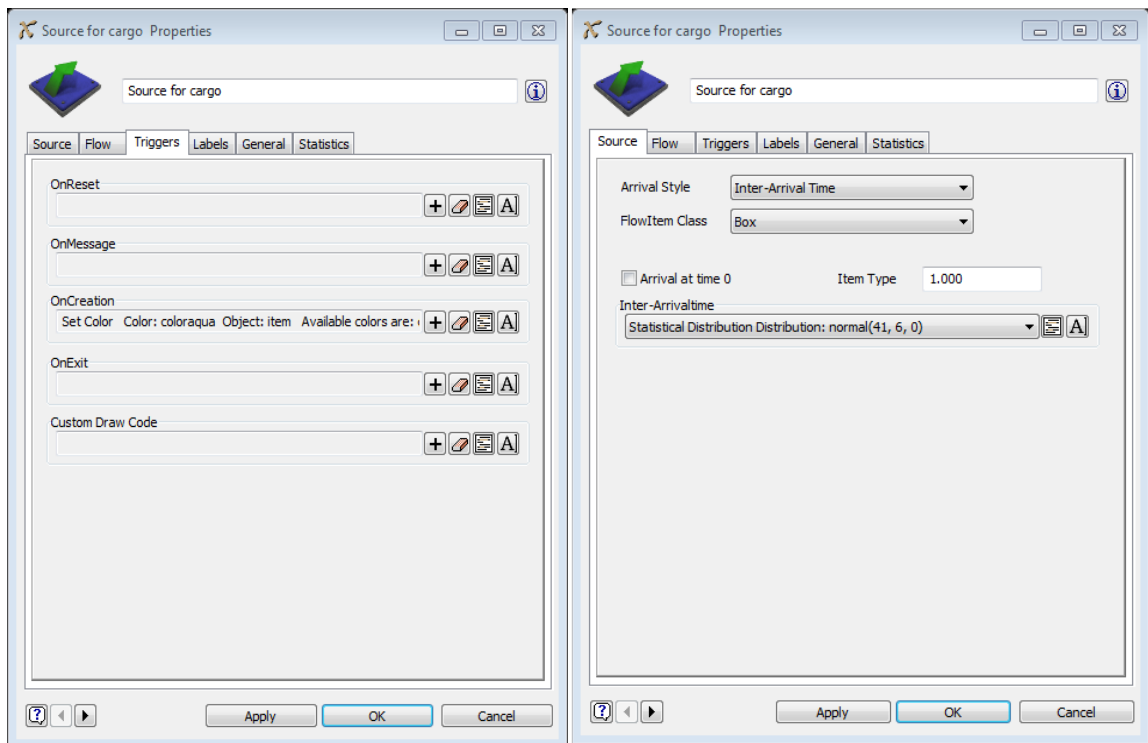 Source for cargo Properties
Source for cargo
Source Flow Triggers Labels General Statistics
OnReset
A
OnMessage
A
OnCreation
Set Color Color: coloraqua Object: item Available colors are:
A
OnExit
A
Custom Draw Code
A
? Apply OK Cancel
Source for cargo Properties
Source for cargo
Source Flow Triggers Labels General Statistics
Arrival Style Inter-Arrival Time
FlowItem Class Box
Arrival at time 0 Item Type 1.000
Inter-Arrivaltime
Statistical Distribution Distribution: normal(41, 6, 0) A
? Apply OK Cancel